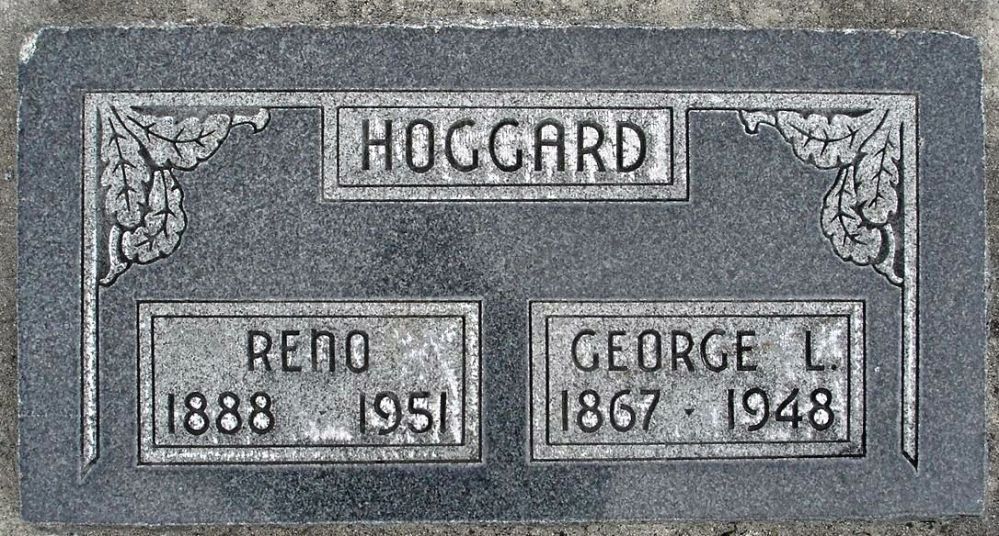 HOGGARD
RENO
1888 1951
GEORGE L.
1867 · 1948